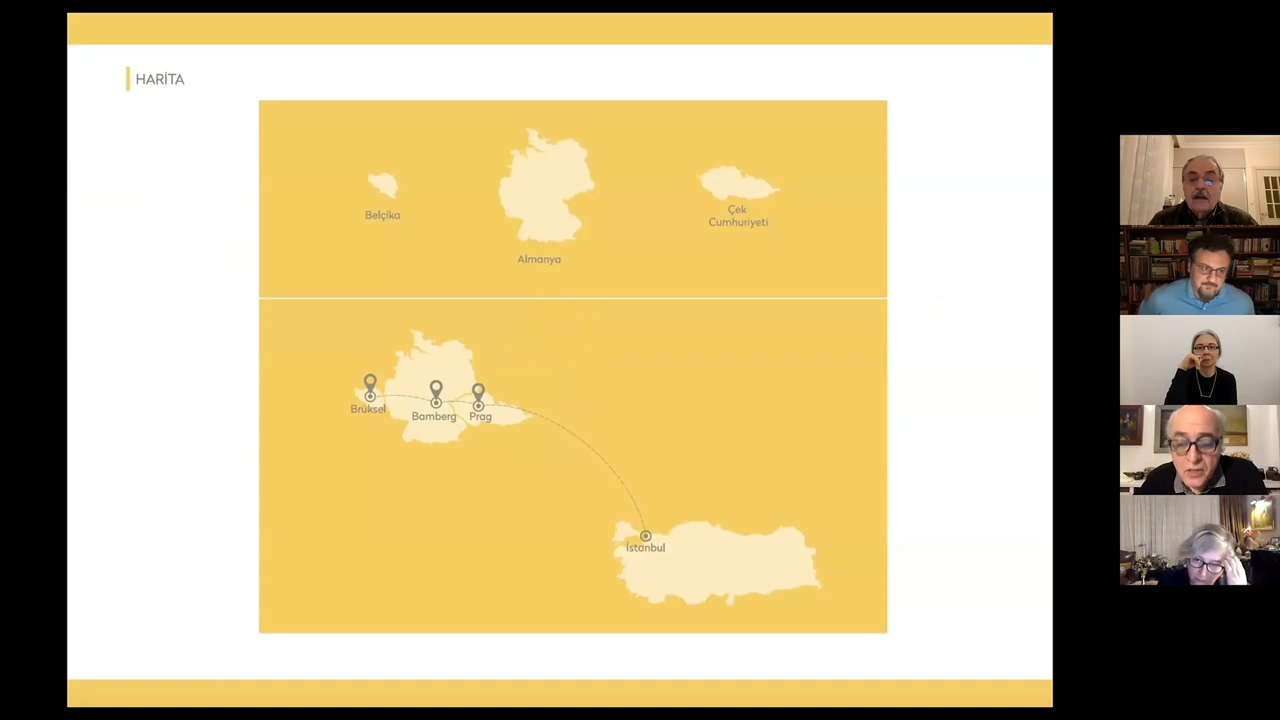 HARİTA
Belçika
Almanya
Çek
Cumhuriyeti
Brüksel
Bamberg
Prag
İstanbul